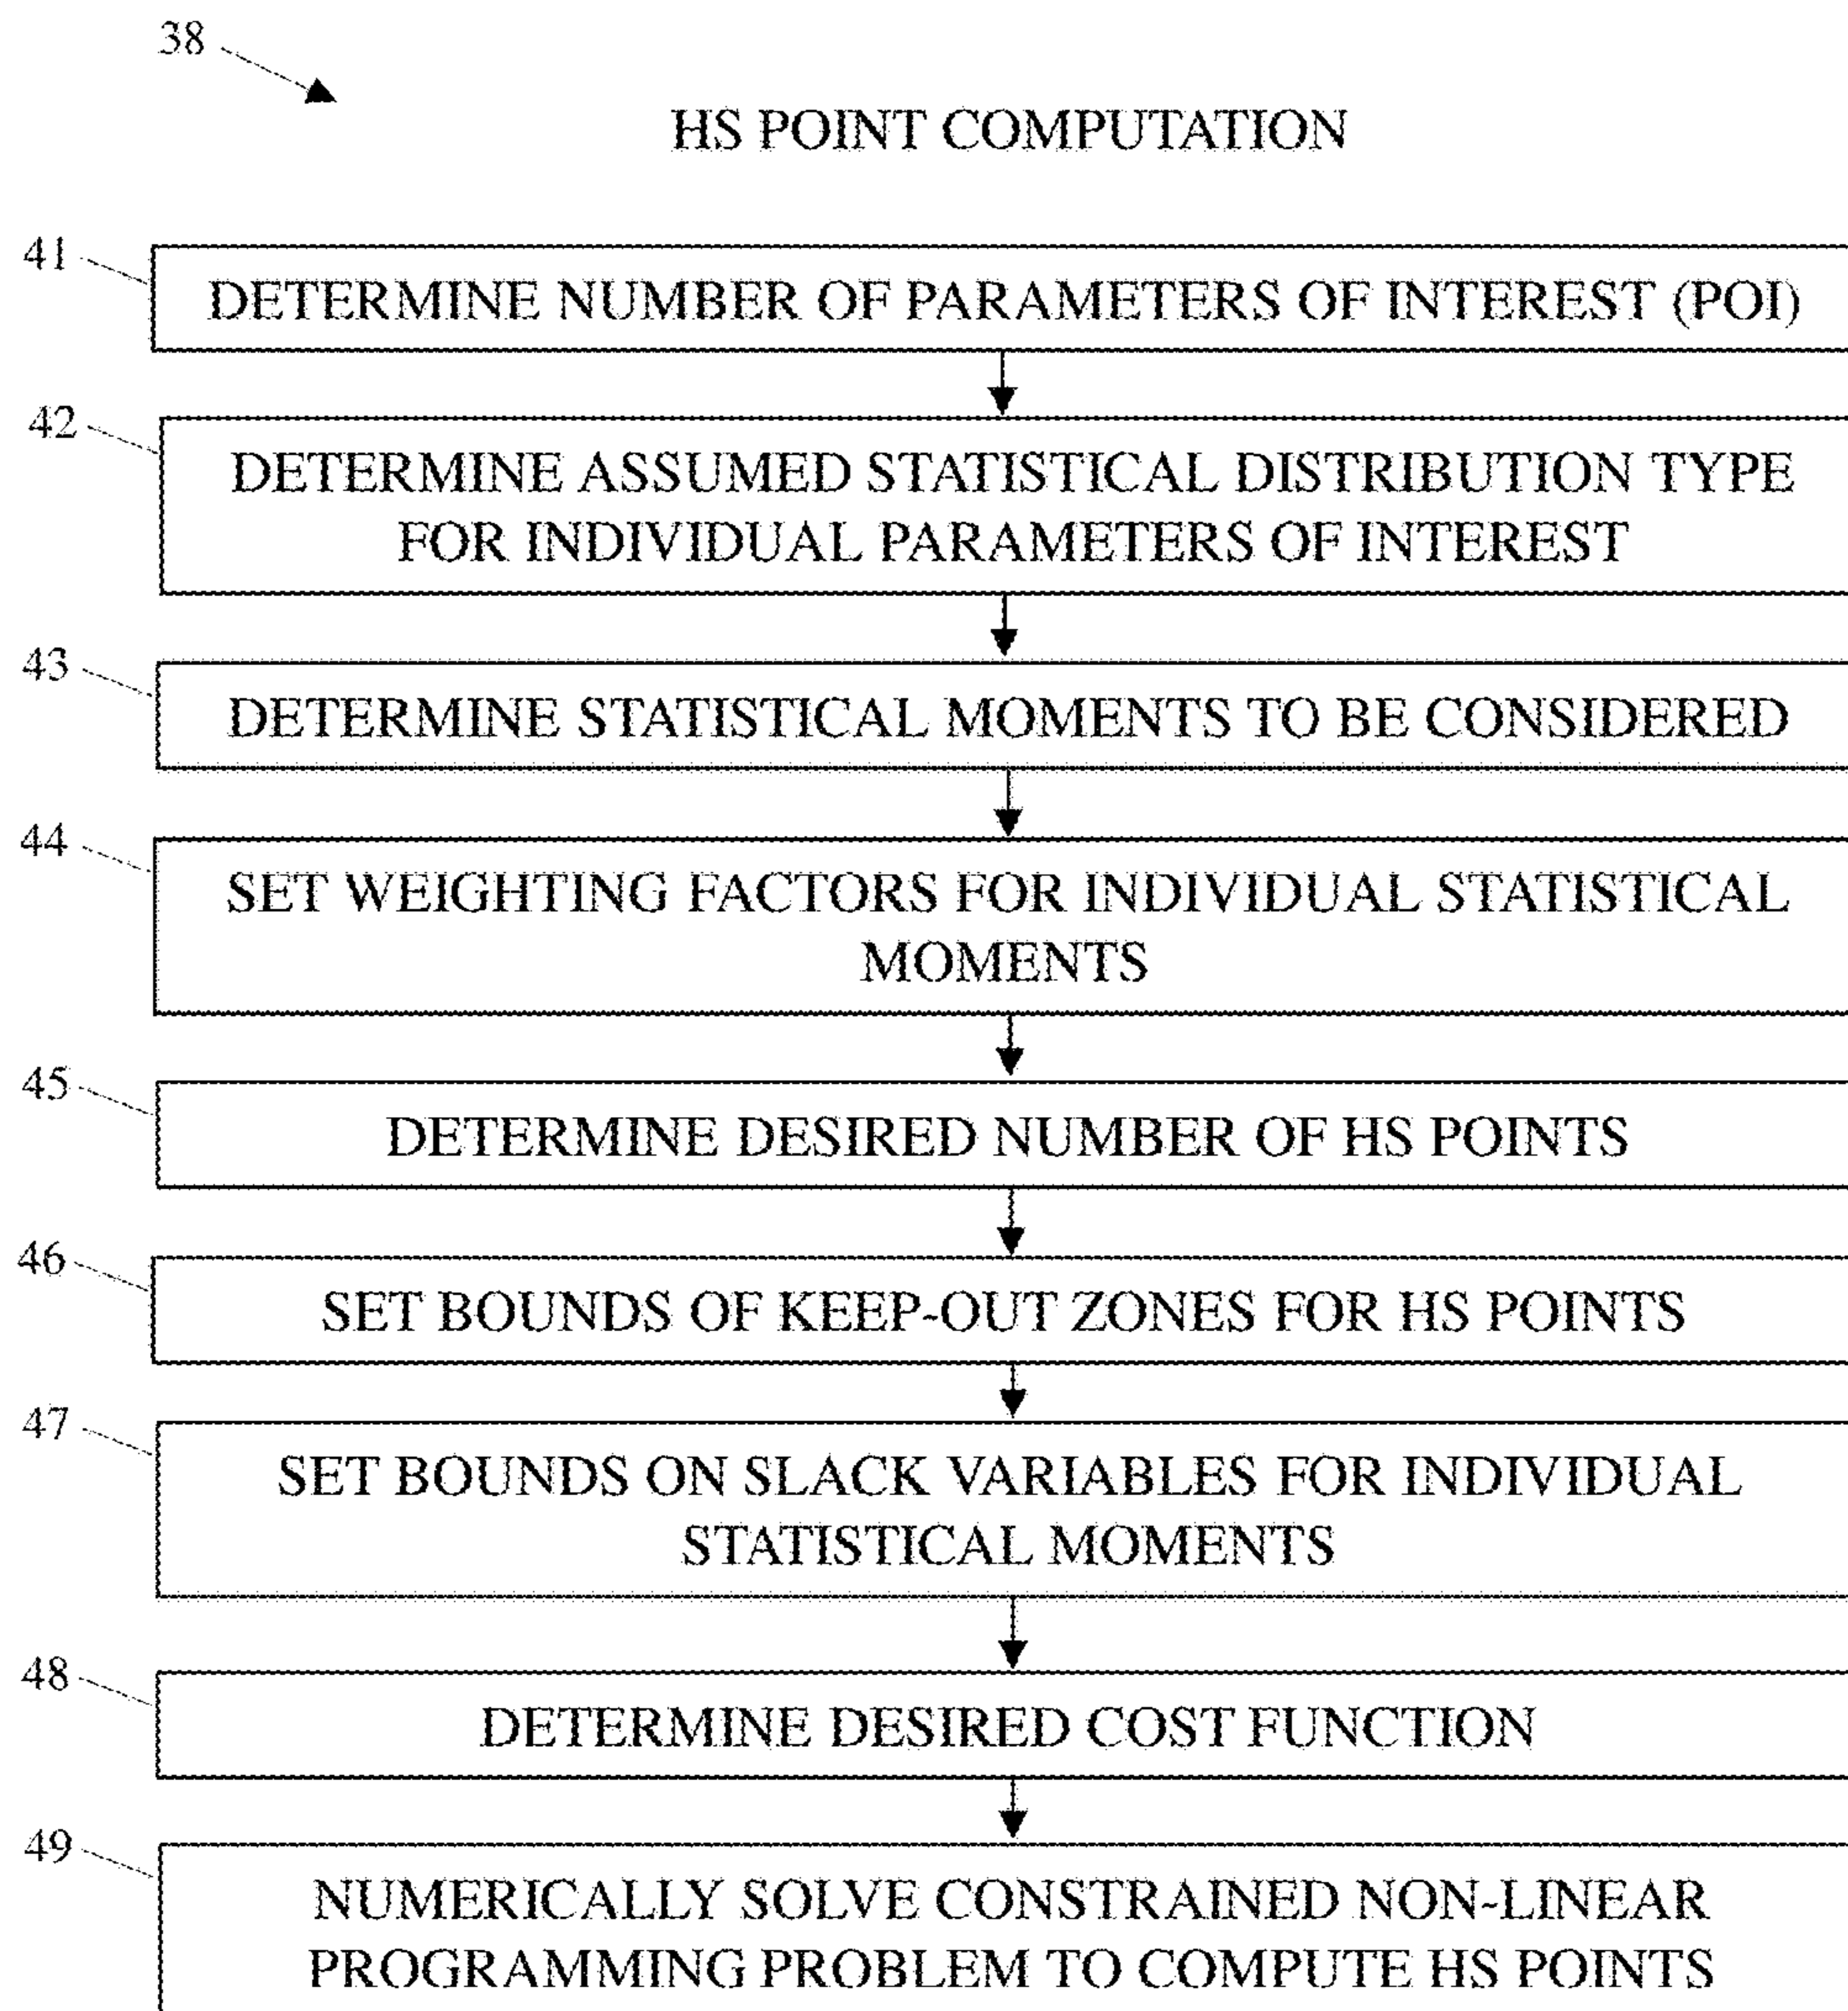 38
HS POINT COMPUTATION
41
DETERMINE NUMBER OF PARAMETERS OF INTEREST (POI)
42
DETERMINE ASSUMED STATISTICAL DISTRIBUTION TYPE
FOR INDIVIDUAL PARAMETERS OF INTEREST
43
DETERMINE STATISTICAL MOMENTS TO BE CONSIDERED
44
SET WEIGHTING FACTORS FOR INDIVIDUAL STATISTICAL
MOMENTS
45
DETERMINE DESIRED NUMBER OF HS POINTS
46
SET BOUNDS OF KEEP-OUT ZONES FOR HS POINTS
47
SET BOUNDS ON SLACK VARIABLES FOR INDIVIDUAL
STATISTICAL MOMENTS
48
DETERMINE DESIRED COST FUNCTION
49
NUMERICALLY SOLVE CONSTRAINED NON-LINEAR
PROGRAMMING PROBLEM TO COMPUTE HS POINTS